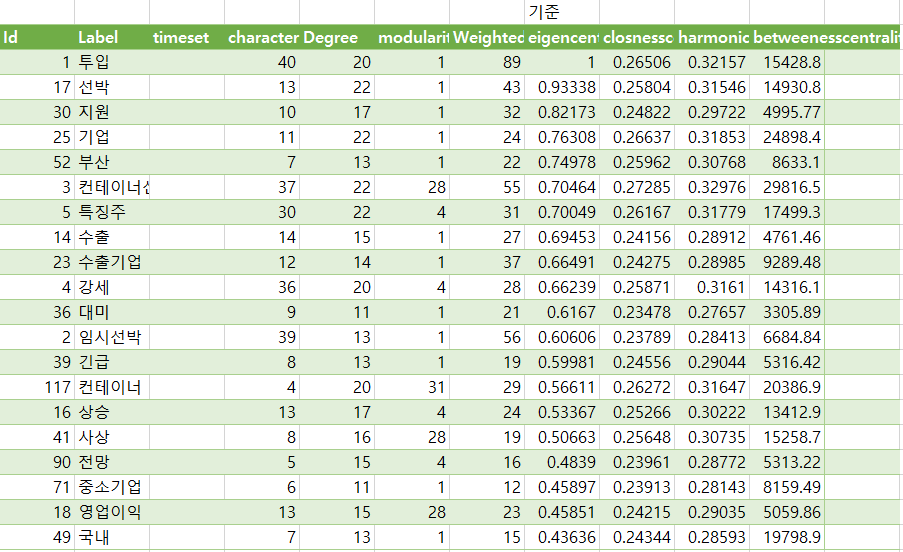 기준
Id Label timeset character Degree modularit Weighted eigencent closnessc harmonic betweenesscentralit
1 투입 40 20 1 89 1 0.26506 0.32157 15428.8
17 선박 13 22 1 43 0.93338 0.25804 0.31546 14930.8
30 지원 10 17 1 32 0.82173 0.24822 0.29722 4995.77
25 기업 11 22 1 24 0.76308 0.26637 0.31853 24898.4
52 부산 7 13 1 22 0.74978 0.25962 0.30768 8633.1
3 컨테이너선 37 22 28 55 0.70464 0.27285 0.32976 29816.5
5 특징주 30 22 4 31 0.70049 0.26167 0.31779 17499.3
14 수출 14 15 1 27 0.69453 0.24156 0.28912 4761.46
23 수출기업 12 14 1 37 0.66491 0.24275 0.28985 9289.48
4 강세 36 20 4 28 0.66239 0.25871 0.3161 14316.1
36 대미 9 11 1 21 0.6167 0.23478 0.27657 3305.89
2 임시선박 39 13 1 56 0.60606 0.23789 0.28413 6684.84
39 긴급 8 13 1 19 0.59981 0.24556 0.29044 5316.42
117 컨테이너 4 20 31 29 0.56611 0.26272 0.31647 20386.9
16 상승 13 17 4 24 0.53367 0.25266 0.30222 13412.9
41 사상 8 16 28 19 0.50663 0.25648 0.30735 15258.7
90 전망 5 15 4 16 0.4839 0.23961 0.28772 5313.22
71 중소기업 6 11 1 12 0.45897 0.23913 0.28143 8159.49
18 영업이익 13 15 28 23 0.45851 0.24215 0.29035 5059.86
49 국내 7 13 1 15 0.43636 0.24344 0.28593 19798.9